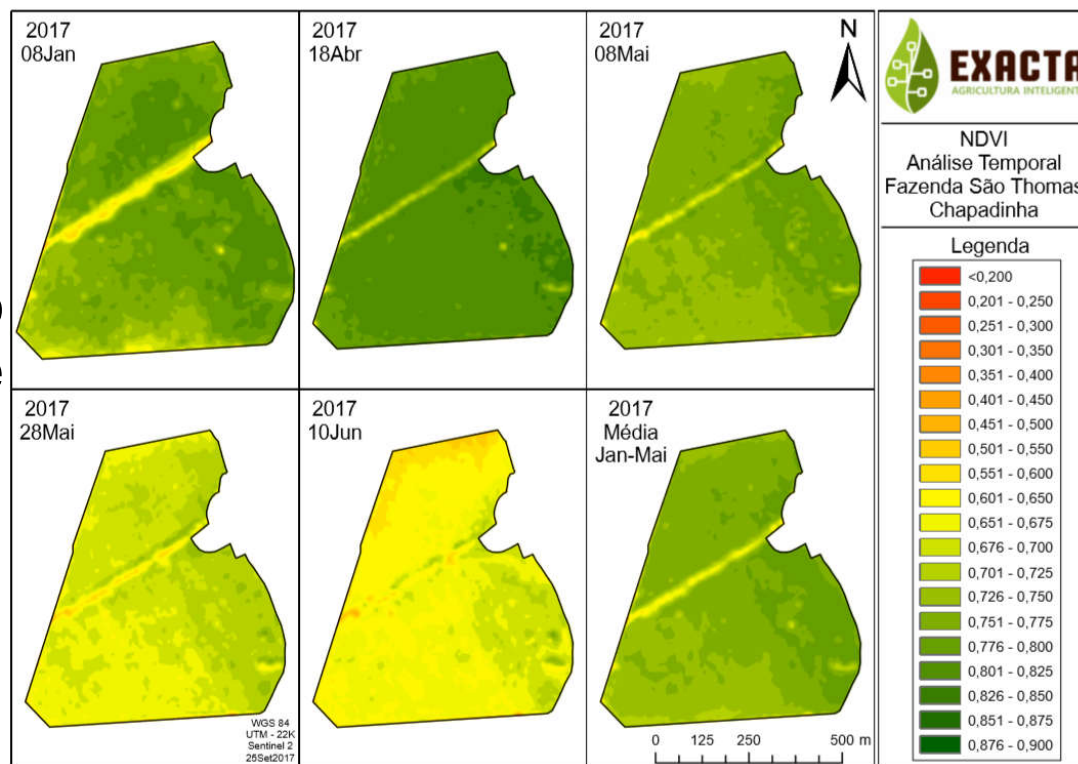 2017
08Jan
2017
18Abr
2017
08Mai
N
2017
28Mai
2017
10Jun
2017
Média
Jan-Mai
WGS 84
UTM - 22K
Sentinel 2
25Set2017
0 125 250 500 m
EXACTA
AGRICULTURA INTELIGENT
NDVI
Análise Temporal
Fazenda São Thomas
Chapadinha
Legenda
<0,200
0,201 - 0,250
0,251 - 0,300
0,301 - 0,350
0,351 - 0,400
0,401 - 0,450
0,451 - 0,500
0,501 - 0,550
0,551 - 0,600
0,601 - 0,650
0,651 - 0,675
0,676 - 0,700
0,701 - 0,725
0,726 - 0,750
0,751 - 0,775
0,776 - 0,800
0,801 - 0,825
0,826 - 0,850
0,851 - 0,875
0,876 - 0,900